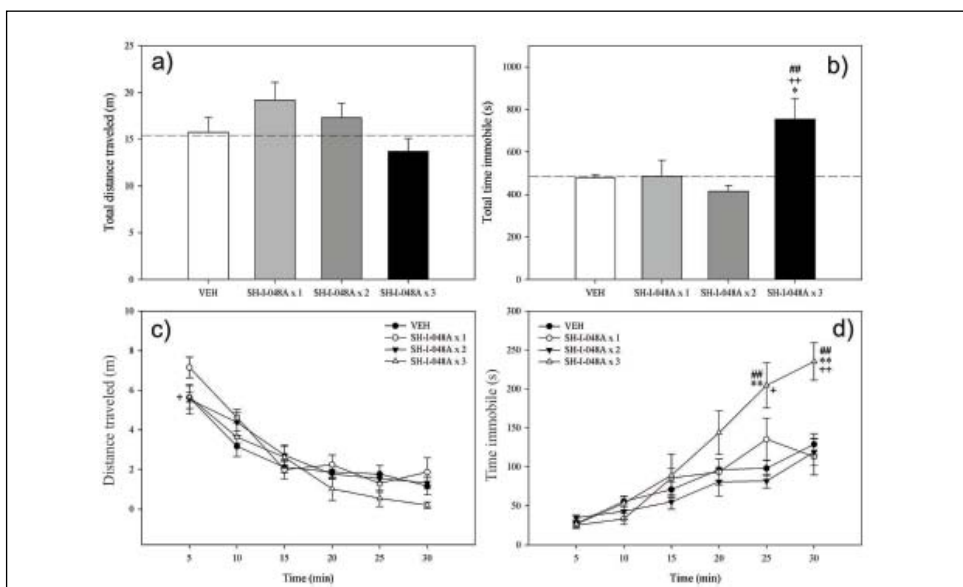 a)
Total distance traveled (m)
25
20
15
10
5
0
VEH
SH-I-048A x 1
SH-I-048A x 2
SH-I-048A x 3
b)
Total time immobile (s)
1000
800
600
400
200
0
##
++
*
VEH
SH-I-048A x 1
SH-I-048A x 2
SH-I-048A x 3
c)
Distance traveled (m)
8
6
4
2
0
+
VEH
SH-I-048A x 1
SH-I-048A x 2
SH-I-048A x 3
5
10
15
20
25
30
Time (min)
d)
Time immobile (s)
300
250
200
150
100
50
0
VEH
SH-I-048A x 1
SH-I-048A x 2
SH-I-048A x 3
##
**
+
##
**
++
5
10
15
20
25
30
Time (min)